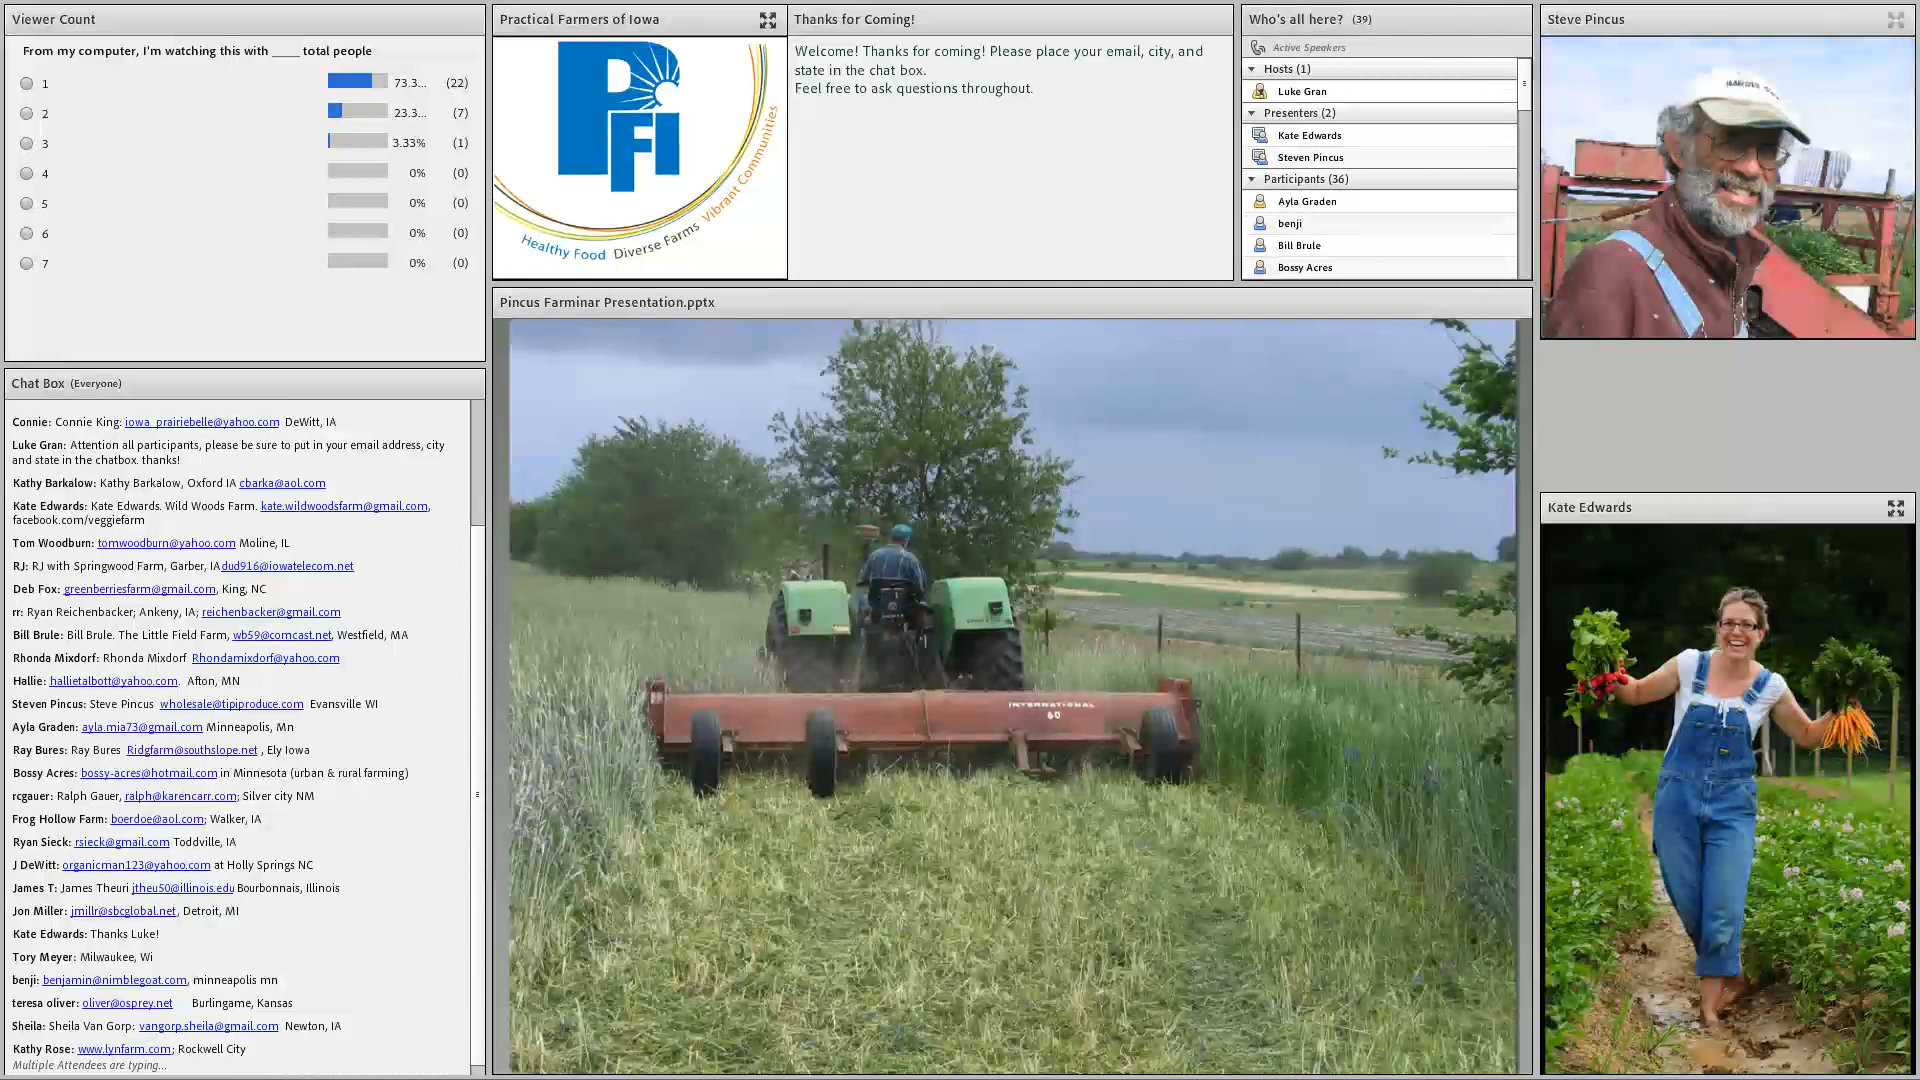 Viewer Count
From my computer, I'm watching this with ____ total people
1 73.3... (22)
2 23.3... (7)
3 3.33% (1)
4 0% (0)
5 0% (0)
6 0% (0)
7 0% (0)
Chat Box (Everyone)
Connie: Connie King: iowa_prairiebelle@yahoo.com DeWitt, IA
Luke Gran: Attention all participants, please be sure to put in your email address, city
and state in the chatbox. thanks!
Kathy Barkalow: Kathy Barkalow, Oxford IA cbarka@aol.com
Kate Edwards: Kate Edwards. Wild Woods Farm. kate.wildwoodsfarm@gmail.com,
facebook.com/veggiefarm
Tom Woodburn: tomwoodburn@yahoo.com Moline, IL
RJ: RJ with Springwood Farm, Garber, IA dud916@iowatelecom.net
Deb Fox: greenberriesfarm@gmail.com, King, NC
rr: Ryan Reichenbacker; Ankeny, IA; reichenbacker@gmail.com
Bill Brule: Bill Brule. The Little Field Farm, wb59@comcast.net, Westfield, MA
Rhonda Mixdorf: Rhonda Mixdorf Rhondamixdorf@yahoo.com
Hallie: hallietalbott@yahoo.com. Afton, MN
Steven Pincus: Steve Pincus wholesale@tipiproduce.com Evansville WI
Ayla Graden: ayla.mia73@gmail.com Minneapolis, Mn
Ray Bures: Ray Bures Ridgfarm@southslope.net , Ely Iowa
Bossy Acres: bossy-acres@hotmail.com in Minnesota (urban & rural farming)
rcgauer: Ralph Gauer, ralph@karencarr.com; Silver city NM
Frog Hollow Farm: boerdoe@aol.com; Walker, IA
Ryan Sieck: rsieck@gmail.com Toddville, IA
J DeWitt: organicman123@yahoo.com at Holly Springs NC
James T: James Theuri jtheu50@illinois.edu Bourbonnais, Illinois
Jon Miller: jmillr@sbcglobal.net, Detroit, MI
Kate Edwards: Thanks Luke!
Tory Meyer: Milwaukee, Wi
benji: benjamin@nimblegoat.com, minneapolis mn
teresa oliver: oliver@osprey.net Burlingame, Kansas
Sheila: Sheila Van Gorp: vangorp.sheila@gmail.com Newton, IA
Kathy Rose: www.lynfarm.com; Rockwell City
Multiple Attendees are typing...
Practical Farmers of Iowa
PFI
Healthy Food Diverse Farms Vibrant Communities
Thanks for Coming!
Welcome! Thanks for coming! Please place your email, city, and
state in the chat box.
Feel free to ask questions throughout.
Who's all here? (39)
Active Speakers
Hosts (1)
Luke Gran
Presenters (2)
Kate Edwards
Steven Pincus
Participants (36)
Ayla Graden
benji
Bill Brule
Bossy Acres
Pincus Farminar Presentation.pptx
INTERNATIONAL
60
Steve Pincus
Kate Edwards